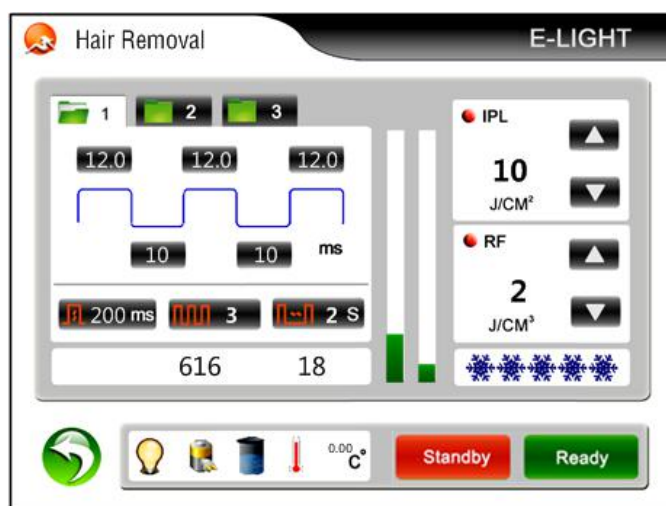 Hair Removal
E-LIGHT
1 2 3
12.0 12.0 12.0
10 10 ms
200 ms 3 2 S
616 18
IPL
10
J/CM²
RF
2
J/CM³
0.00 C°
Standby Ready